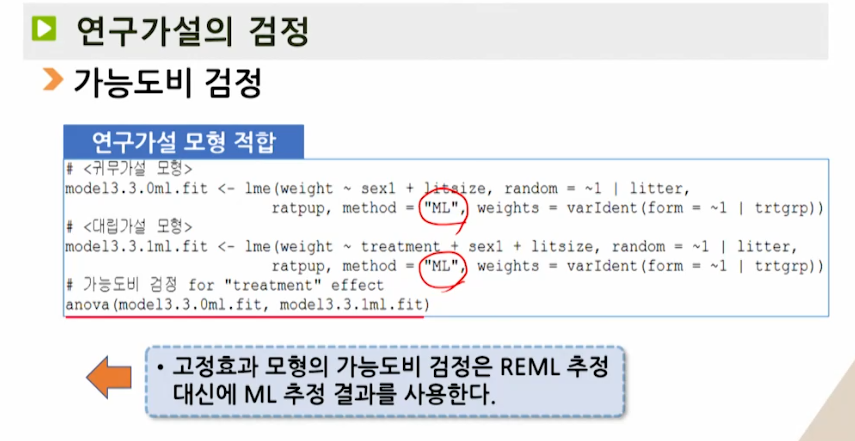 연구가설의 검정
가능도비 검정
연구가설 모형 적합
# <귀무가설 모형>
model3.3.0ml.fit <- lme(weight ~ sex1 + litsize, random = ~1 | litter,
ratpup, method = "ML", weights = varIdent(form = ~1 | trtgrp))
# <대립가설 모형>
model3.3.1ml.fit <- lme(weight ~ treatment + sex1 + litsize, random = ~1 | litter,
ratpup, method = "ML", weights = varIdent(form = ~1 | trtgrp))
# 가능도비 검정 for "treatment" effect
anova(model3.3.0ml.fit, model3.3.1ml.fit)
• 고정효과 모형의 가능도비 검정은 REML 추정
대신에 ML 추정 결과를 사용한다.